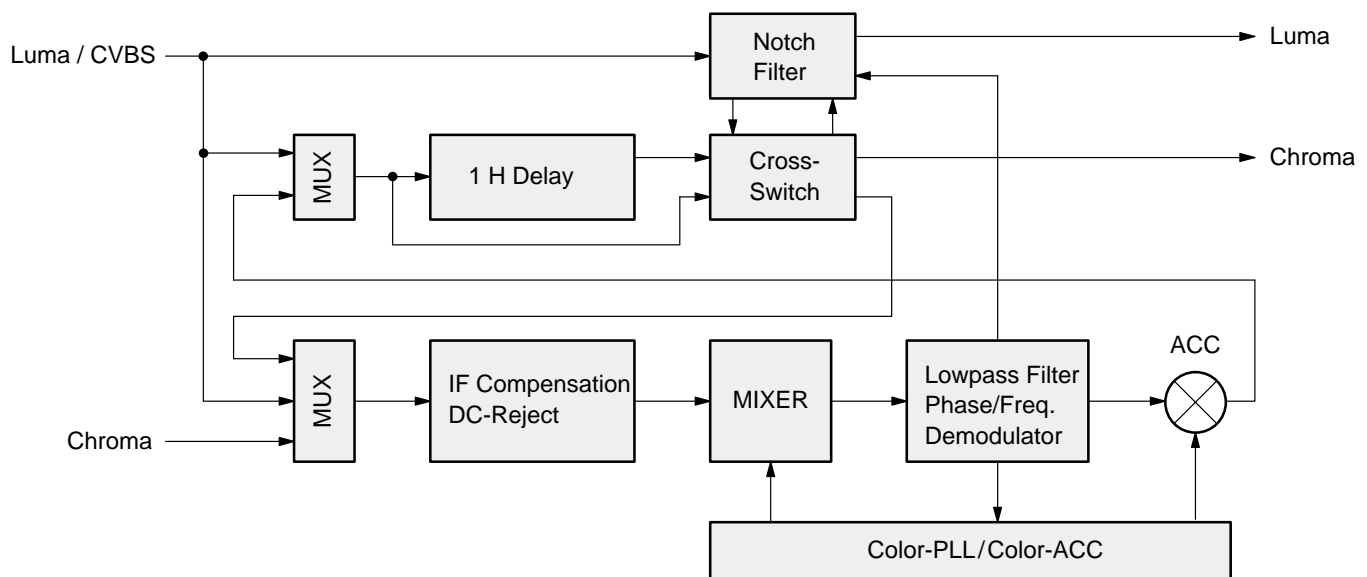 Luma / CVBS
Notch
Filter
Luma
MUX
1 H Delay
Cross-
Switch
Chroma
ACC
MUX
IF Compensation
DC-Reject
MIXER
Lowpass Filter
Phase/Freq.
Demodulator
Chroma
Color-PLL/Color-ACC